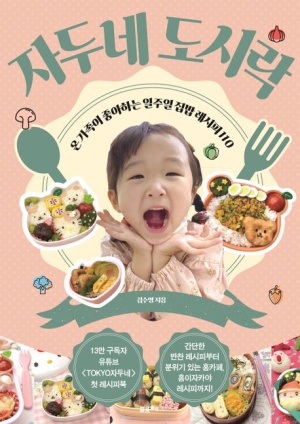 자두네 도시락
온 가족이 좋아하는 일주일 집밥 레시피 110
김수영 지음
13만 구독자
유튜브
〈TOKYO자두네〉
첫 레시피북
간단한
반찬 레시피부터
분위기 있는 홈카페,
홈이자카야
레시피까지!